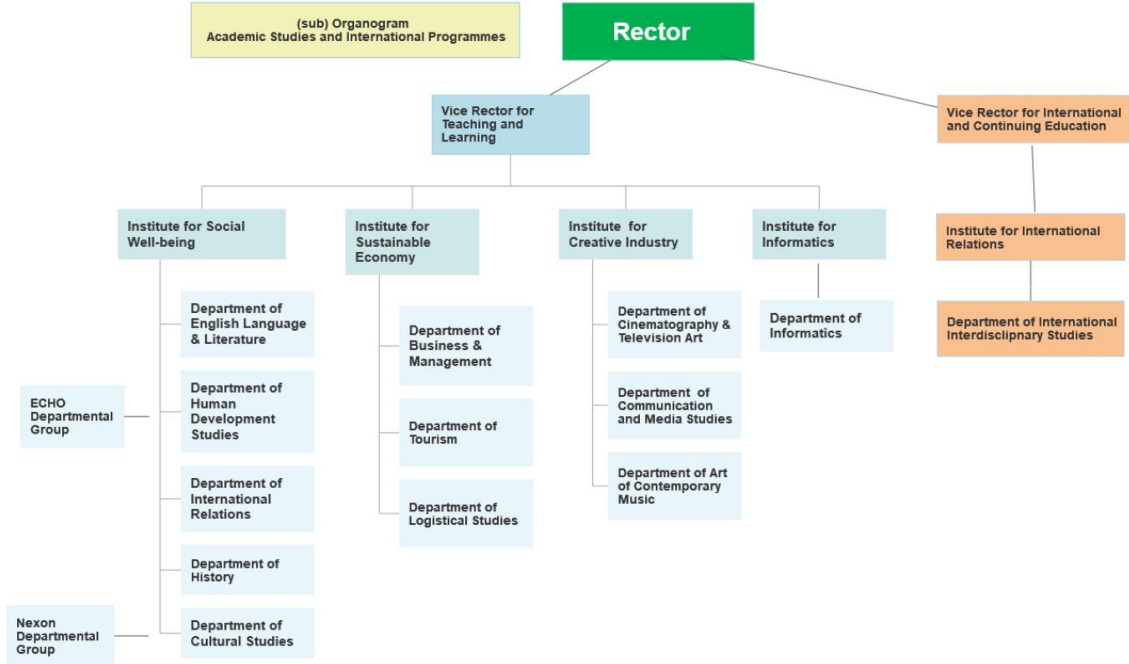 (sub) Organogram
Academic Studies and International Programmes
Rector
Vice Rector for
Teaching and
Learning
Vice Rector for International
and Continuing Education
Institute for Social
Well-being
Institute for
Sustainable
Economy
Institute for
Creative Industry
Institute for
Informatics
Institute for International
Relations
Department of
English Language
& Literature
Department of
Human
Development
Studies
Department of
International
Relations
Department of
History
Department of
Cultural Studies
ECHO
Departmental
Group
Nexon
Departmental
Group
Department of
Business &
Management
Department of
Tourism
Department of
Logistical Studies
Department of
Cinematography &
Television Art
Department of
Communication
and Media Studies
Department of Art
of Contemporary
Music
Department of
Informatics
Department of International
Interdisclipnary Studies